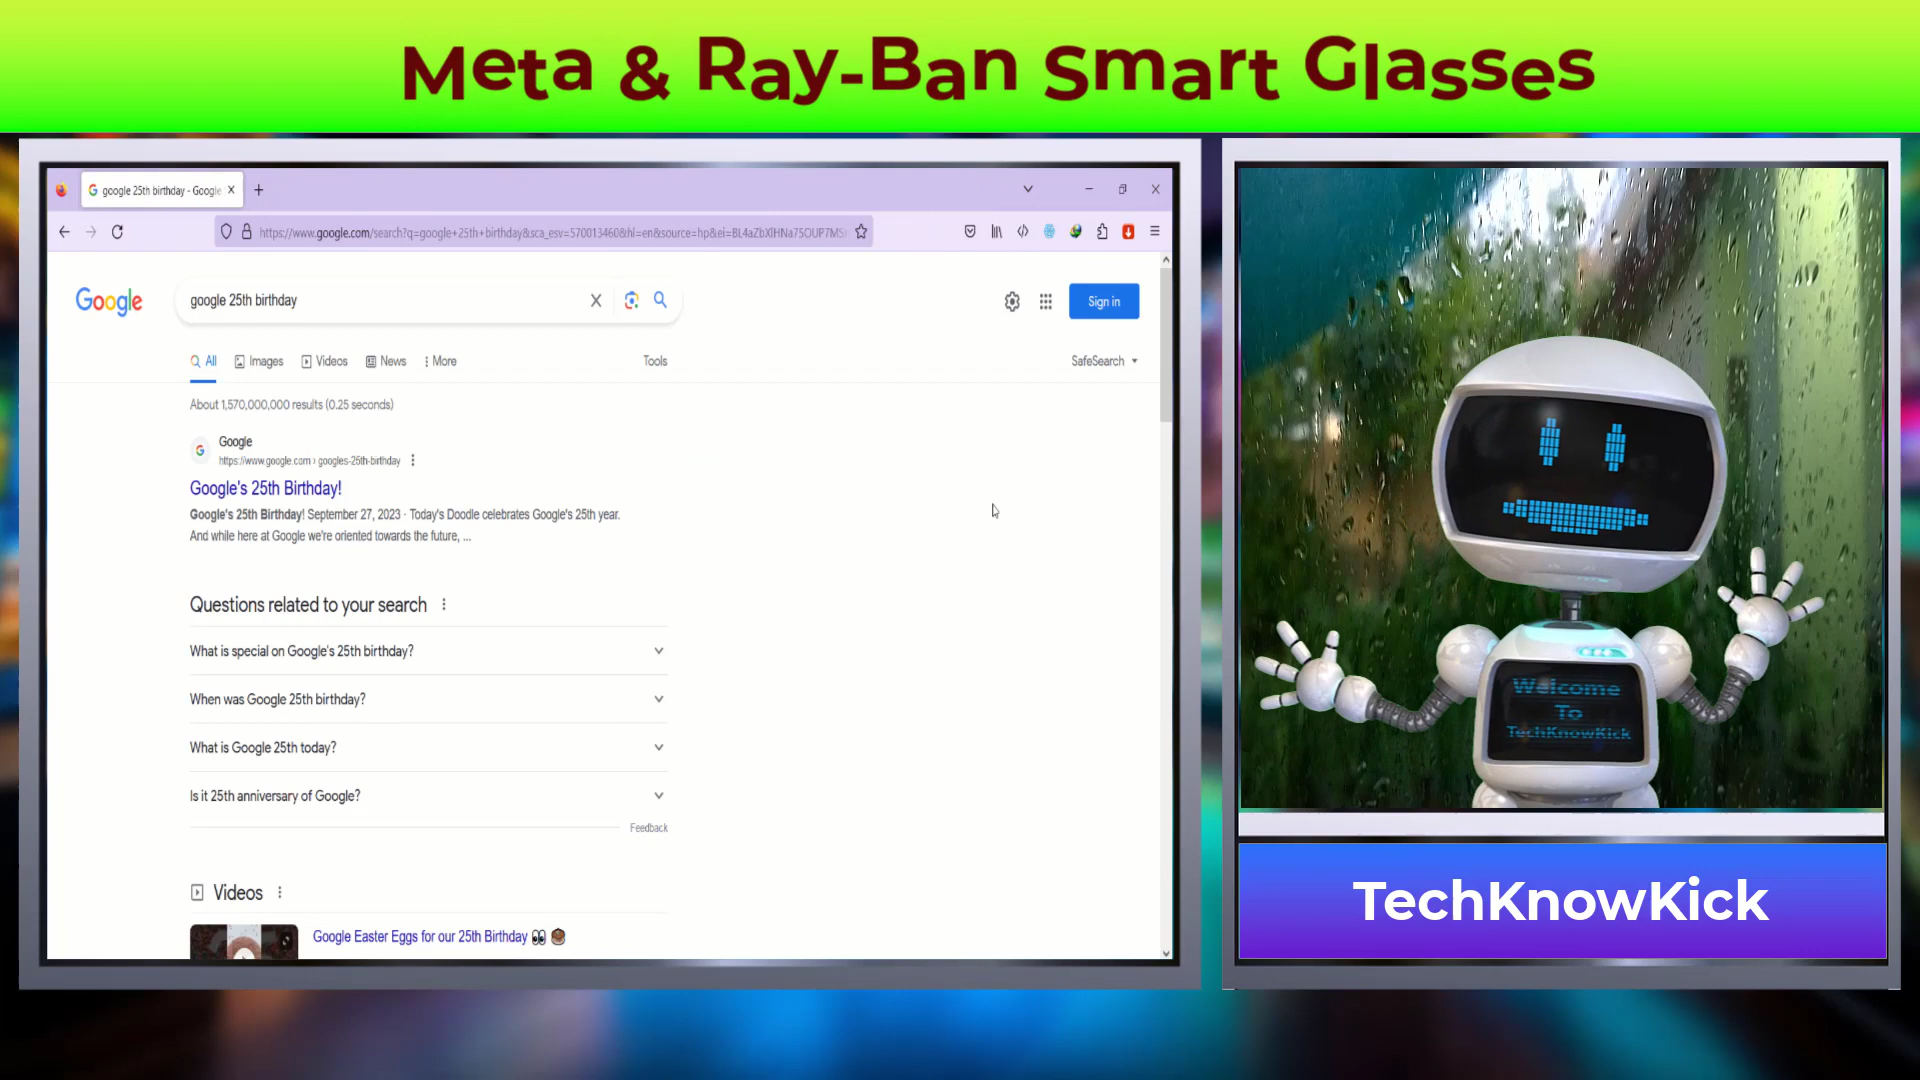 Meta & Ray-Ban Smart Glasses
google 25th birthday - Google
https://www.google.com/search?q=google+25th+birthday&sca_esv=570013460&hl=en&source=hp&ei=BL4aZbXlHNa75OUP7MS
Google
google 25th birthday
Sign in
All Images Videos News More Tools SafeSearch
About 1,570,000,000 results (0.25 seconds)
Google
https://www.google.com › googles-25th-birthday
Google's 25th Birthday!
Google's 25th Birthday! September 27, 2023 · Today's Doodle celebrates Google's 25th year.
And while here at Google we're oriented towards the future, ...
Questions related to your search
What is special on Google's 25th birthday?
When was Google 25th birthday?
What is Google 25th today?
Is it 25th anniversary of Google?
Feedback
Videos
Google Easter Eggs for our 25th Birthday 👀 🎂
Welcome
To
TechKnowKick
TechKnowKick